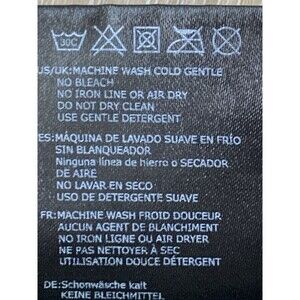 30C
US/UK:MACHINE WASH COLD GENTLE
NO BLEACH
NO IRON LINE OR AIR DRY
DO NOT DRY CLEAN
USE GENTLE DETERGENT
ES:MÁQUINA DE LAVADO SUAVE EN FRÍO
SIN BLANQUEADOR
Ninguna línea de hierro o SECADOR
DE AIRE
NO LAVAR EN SECO
USO DE DETERGENTE SUAVE
FR:MACHINE WASH FROID DOUCEUR
AUCUN AGENT DE BLANCHIMENT
NO IRON LIGNE OU AIR DRYER
NE PAS NETTOYER À SEC
UTILISATION DOUCE DÉTERGENT
DE:Schonwäsche kalt
KEINE BLEICHMITTEL